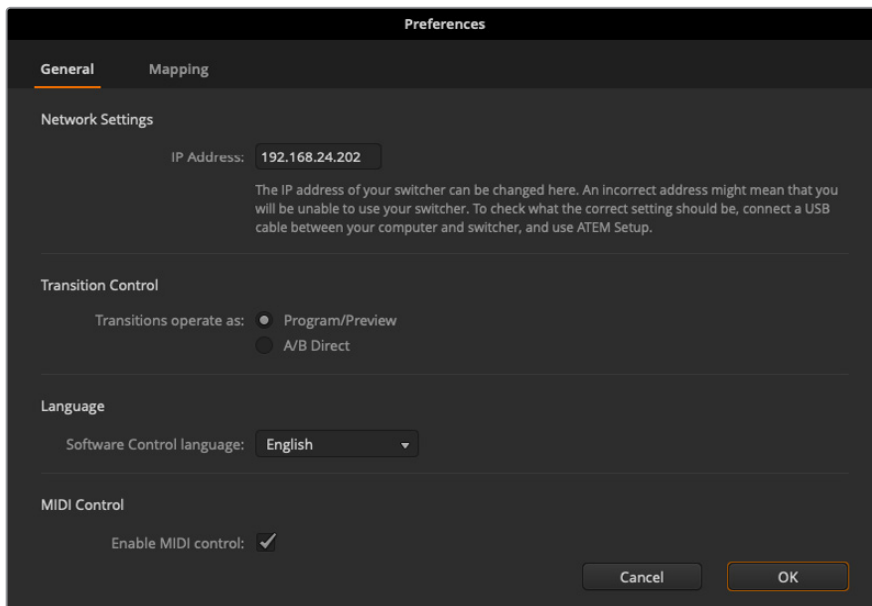 Preferences
General Mapping
Network Settings
IP Address: 192.168.24.202
The IP address of your switcher can be changed here. An incorrect address might mean that you
will be unable to use your switcher. To check what the correct setting should be, connect a USB
cable between your computer and switcher, and use ATEM Setup.
Transition Control
Transitions operate as: Program/Preview
A/B Direct
Language
Software Control language: English
MIDI Control
Enable MIDI control:
Cancel OK